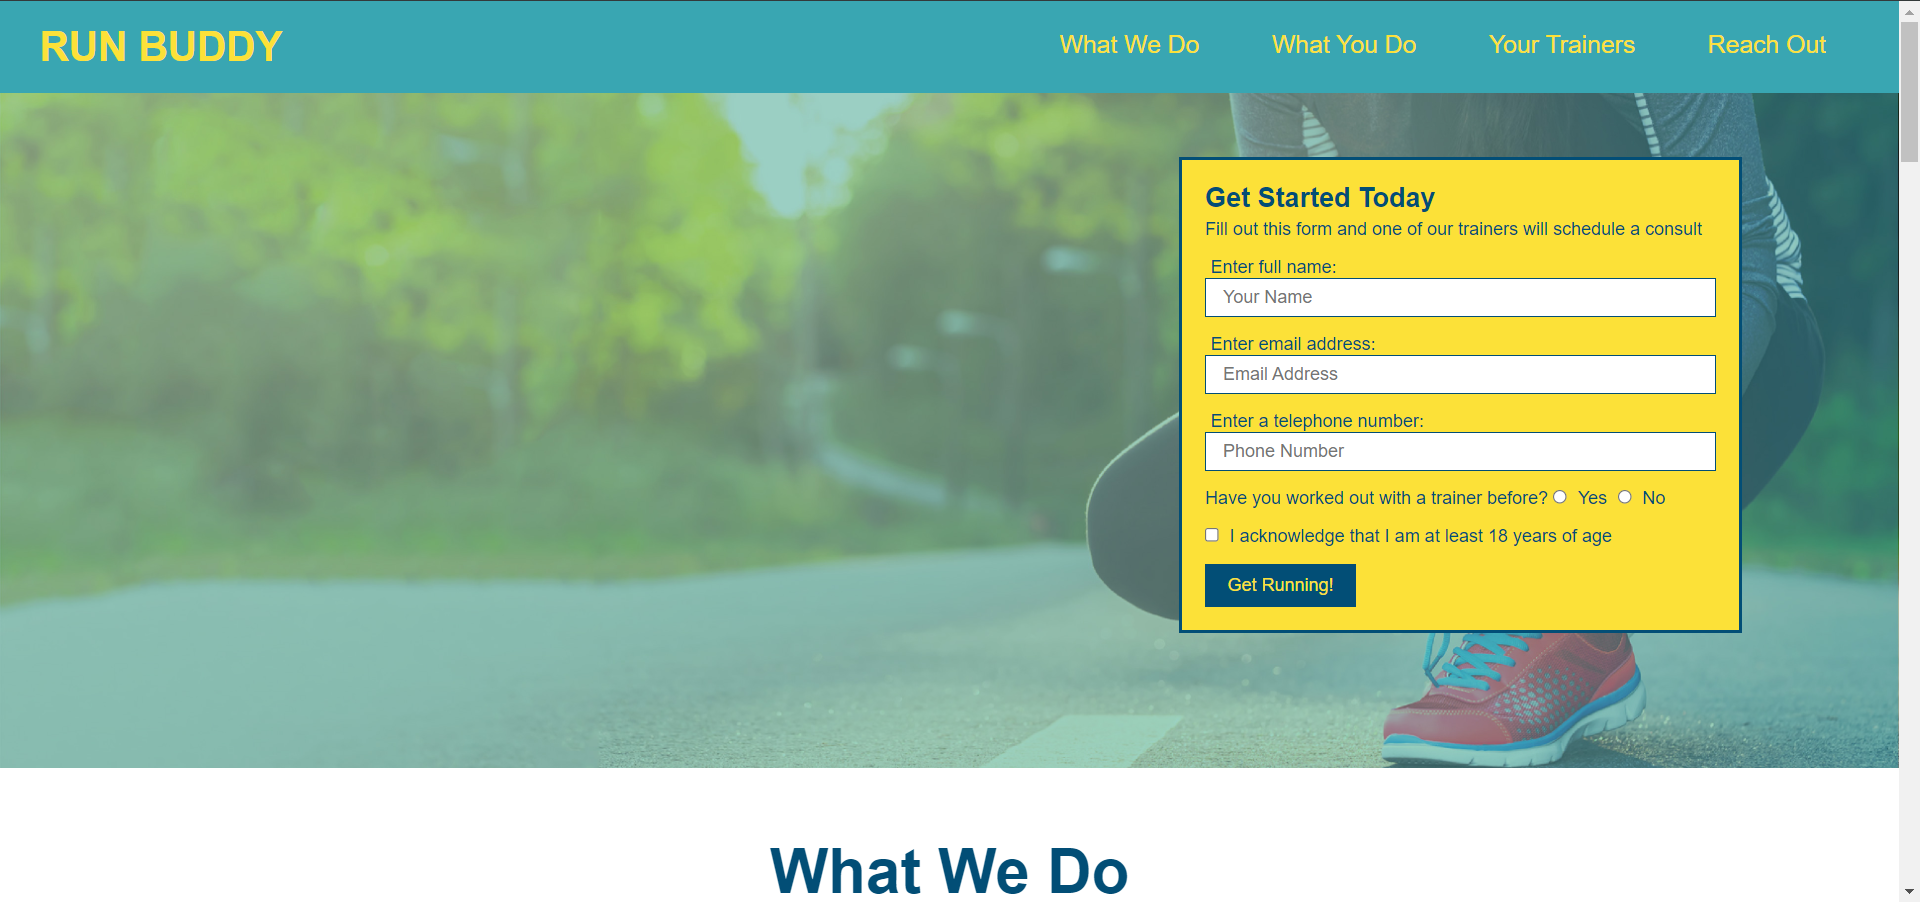 RUN BUDDY
What We Do
What You Do
Your Trainers
Reach Out
Get Started Today
Fill out this form and one of our trainers will schedule a consult
Enter full name:
Your Name
Enter email address:
Email Address
Enter a telephone number:
Phone Number
Have you worked out with a trainer before? Yes No
I acknowledge that I am at least 18 years of age
Get Running!
What We Do